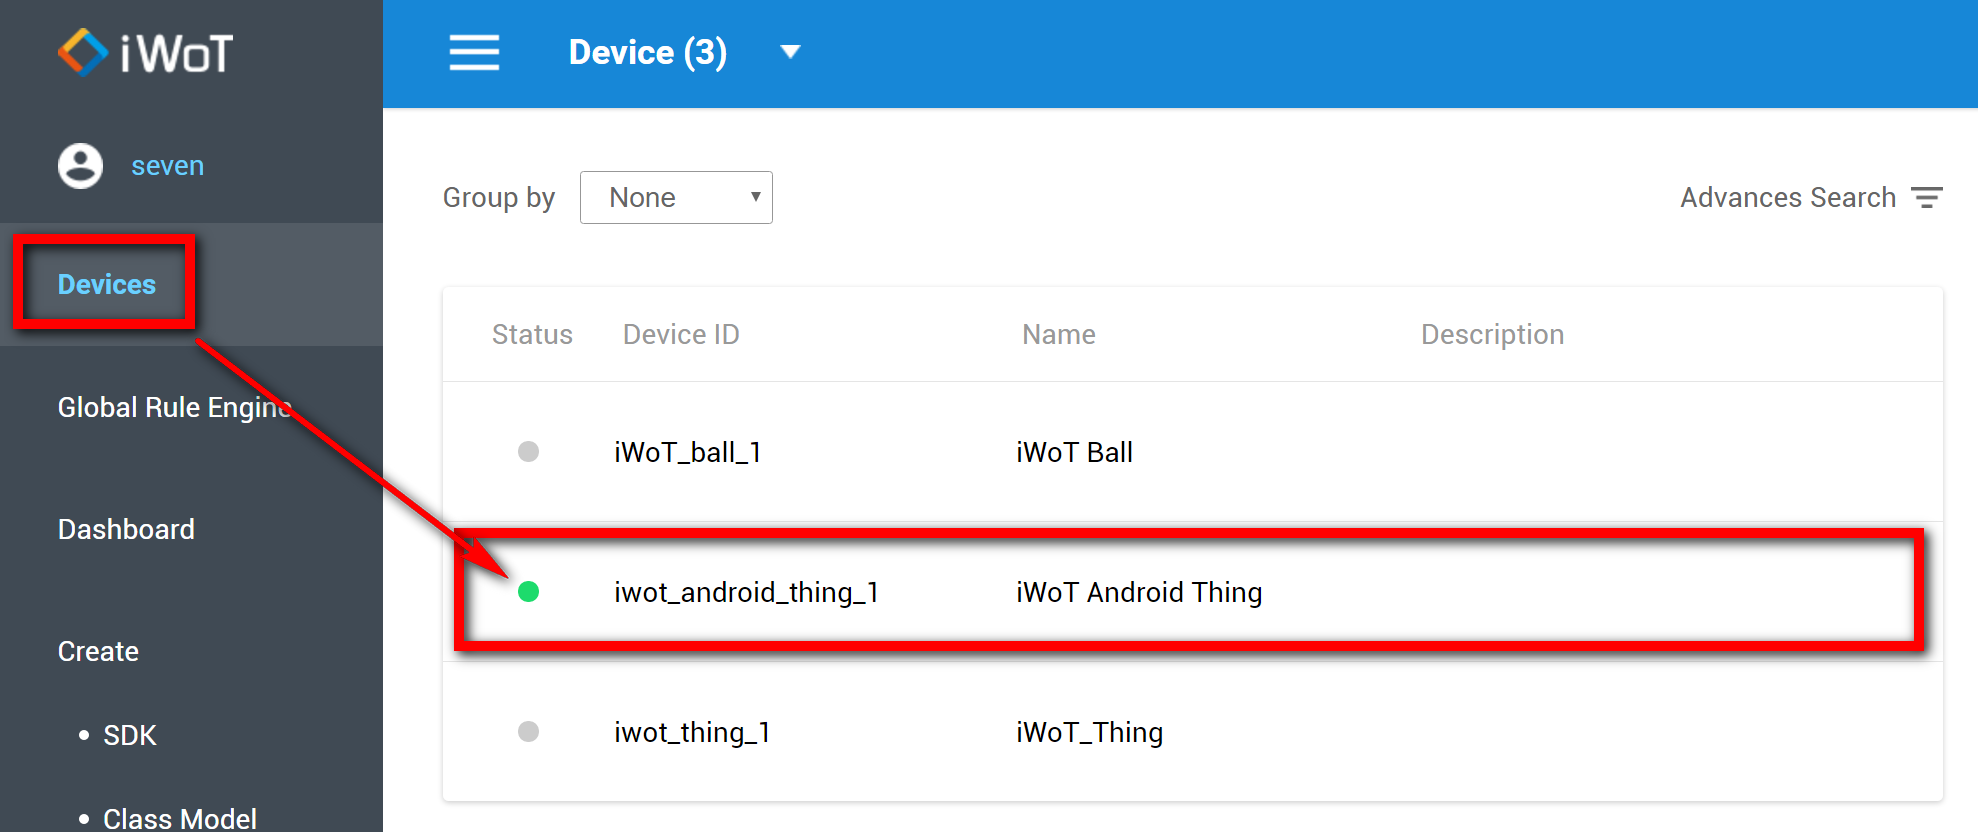 iWoT
Device (3)
seven
Group by None
Advances Search
Devices
Status Device ID Name Description
Global Rule Engine
iWoT_ball_1 iWoT Ball
Dashboard
iwot_android_thing_1 iWoT Android Thing
Create
SDK
iwot_thing_1 iWoT_Thing
Class Model